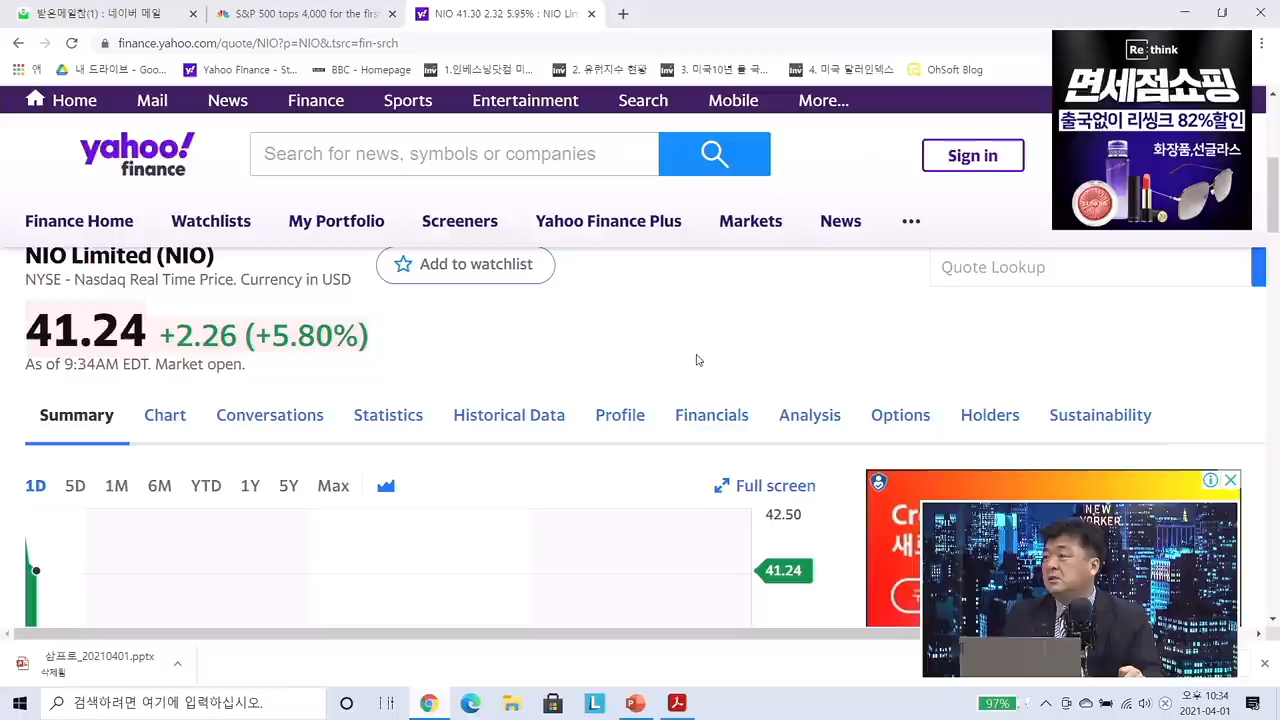 받은메일함(1) : 네이버 메일
S&P 500 tops 4,000 for the firs
NIO 41.30 2.32 5.95% : NIO Lim
finance.yahoo.com/quote/NIO?p=NIO&.tsrc=fin-srch
앱
내 드라이브 - Goo...
Yahoo Finance - St...
BBC - Homepage
1.인베스닝닷컴 미...
2. 유뤄지수 현황
3. 미국10년 률 국...
4. 미국 달러인덱스
OhSoft Blog
Home
Mail
News
Finance
Sports
Entertainment
Search
Mobile
More...
yahoo!
finance
Search for news, symbols or companies
Sign in
Re:think
면세점쇼핑
출국없이 리씽크 82%할인
화장품,선글라스
Finance Home
Watchlists
My Portfolio
Screeners
Yahoo Finance Plus
Markets
News
NIO Limited (NIO)
NYSE - Nasdaq Real Time Price. Currency in USD
Add to watchlist
Quote Lookup
41.24 +2.26 (+5.80%)
As of 9:34AM EDT. Market open.
Summary
Chart
Conversations
Statistics
Historical Data
Profile
Financials
Analysis
Options
Holders
Sustainability
1D
5D
1M
6M
YTD
1Y
5Y
Max
Full screen
42.50
41.24
Cr
새
NEW
YORKER
삼프로_20210401.pptx
삭제됨
검색하려면 여기에 입력하십시오.
97%
오후 10:34
2021-04-01